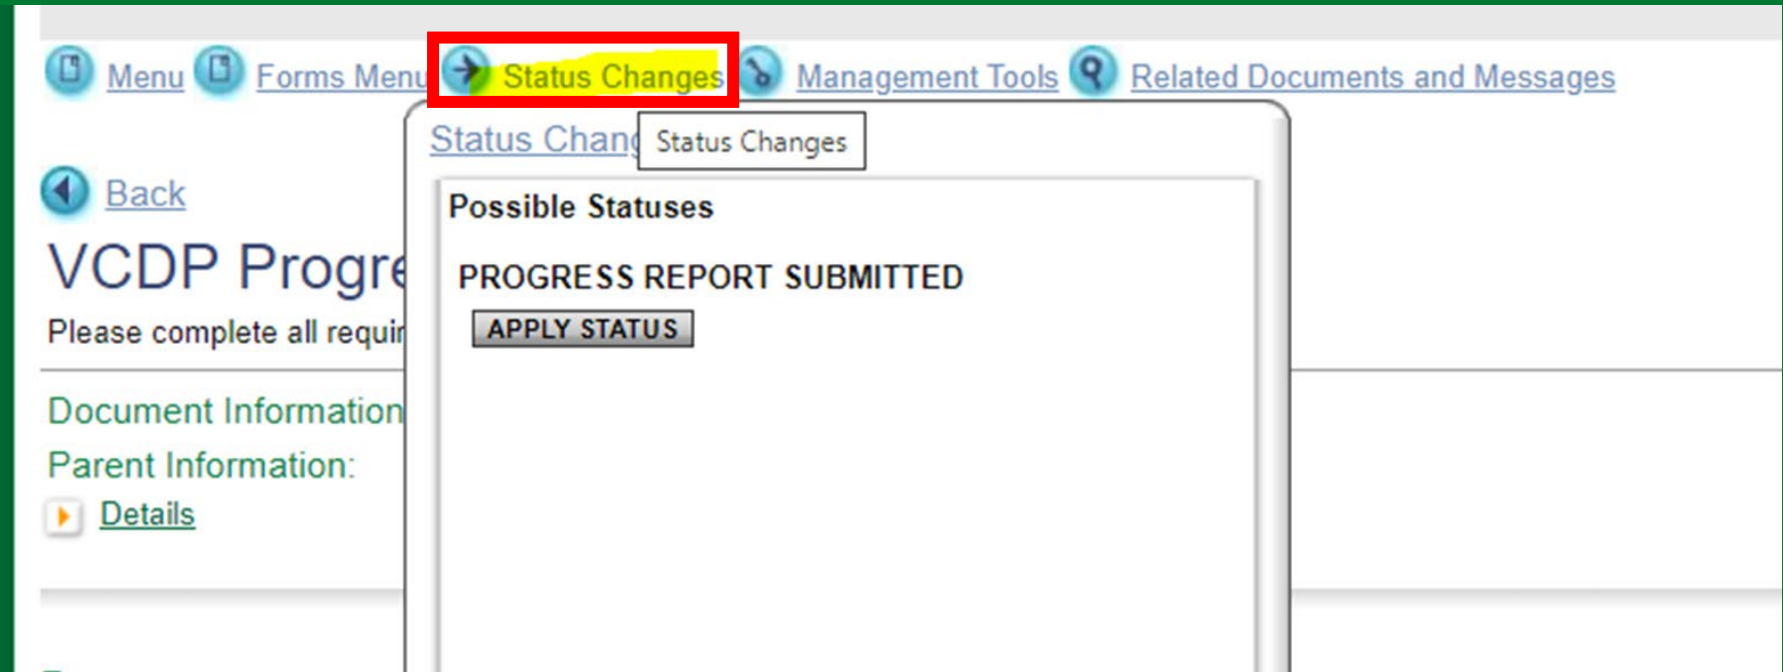 Menu Forms Menu Status Changes Management Tools Related Documents and Messages
Status Chang
Status Changes
Back
Possible Statuses
VCDP Progre
PROGRESS REPORT SUBMITTED
Please complete all requir
APPLY STATUS
Document Information
Parent Information:
Details